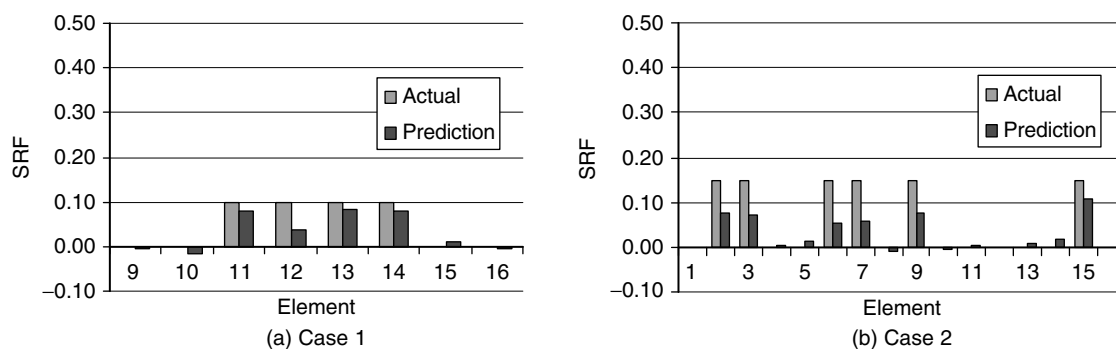 0.50
0.40
0.30
0.20
0.10
0.00
−0.10
SRF
Actual
Prediction
9 10 11 12 13 14 15 16
Element
(a) Case 1
0.50
0.40
0.30
0.20
0.10
0.00
−0.10
SRF
Actual
Prediction
1 3 5 7 9 11 13 15
Element
(b) Case 2